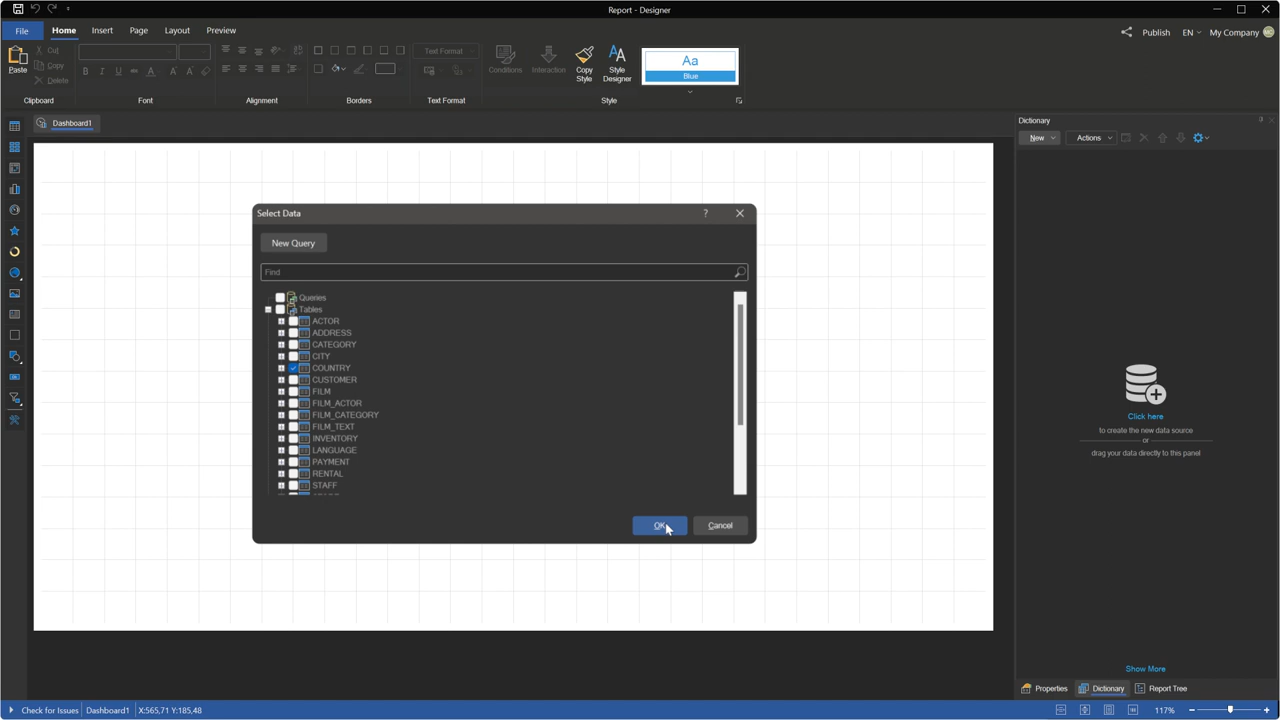 Report - Designer
File Home Insert Page Layout Preview
Publish EN My Company
Paste Cut
Copy
Delete
B I U
Text Format
Conditions Interaction Copy Style Style Designer
Aa
Blue
Clipboard Font Alignment Borders Text Format Style
Dashboard1
Dictionary
New Actions
Select Data ?
New Query
Find
Queries
Tables
ACTOR
ADDRESS
CATEGORY
CITY
COUNTRY
CUSTOMER
FILM
FILM_ACTOR
FILM_CATEGORY
FILM_TEXT
INVENTORY
LANGUAGE
PAYMENT
RENTAL
STAFF
OK Cancel
Click here
to create the new data source
or
drag your data directly to this panel
Show More
Properties Dictionary Report Tree
Check for Issues Dashboard1 X:565,71 Y:185,48 117%